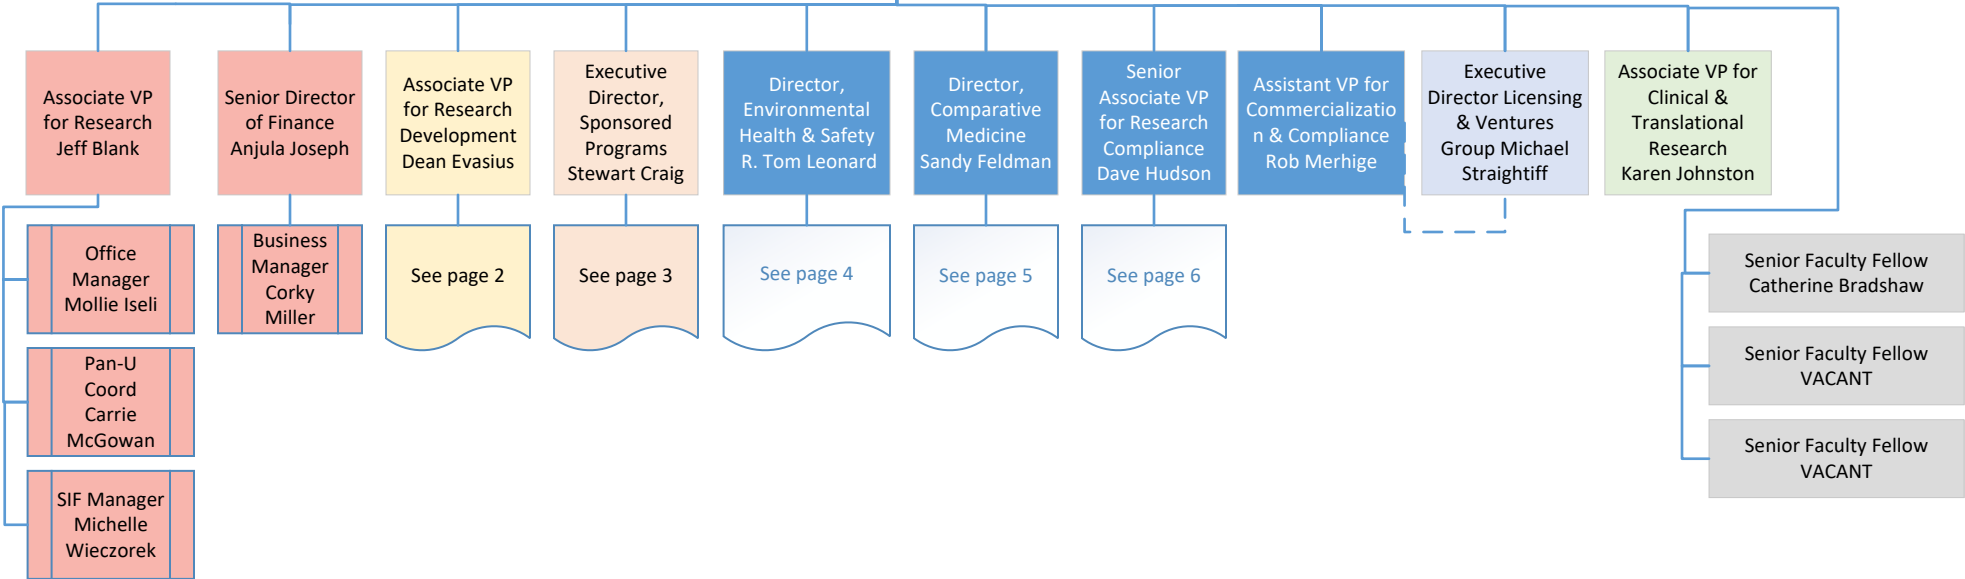 Associate VP
for Research
Jeff Blank
Senior Director
of Finance
Anjula Joseph
Associate VP
for Research
Development
Dean Evasius
Executive
Director,
Sponsored
Programs
Stewart Craig
Director,
Environmental
Health & Safety
R. Tom Leonard
Director,
Comparative
Medicine
Sandy Feldman
Senior
Associate VP
for Research
Compliance
Dave Hudson
Assistant VP for
Commercializatio
n & Compliance
Rob Merhige
Executive
Director Licensing
& Ventures
Group Michael
Straightiff
Associate VP for
Clinical &
Translational
Research
Karen Johnston
Office
Manager
Mollie Iseli
Business
Manager
Corky
Miller
See page 2
See page 3
See page 4
See page 5
See page 6
Senior Faculty Fellow
Catherine Bradshaw
Pan-U
Coord
Carrie
McGowan
Senior Faculty Fellow
VACANT
Senior Faculty Fellow
VACANT
SIF Manager
Michelle
Wieczorek